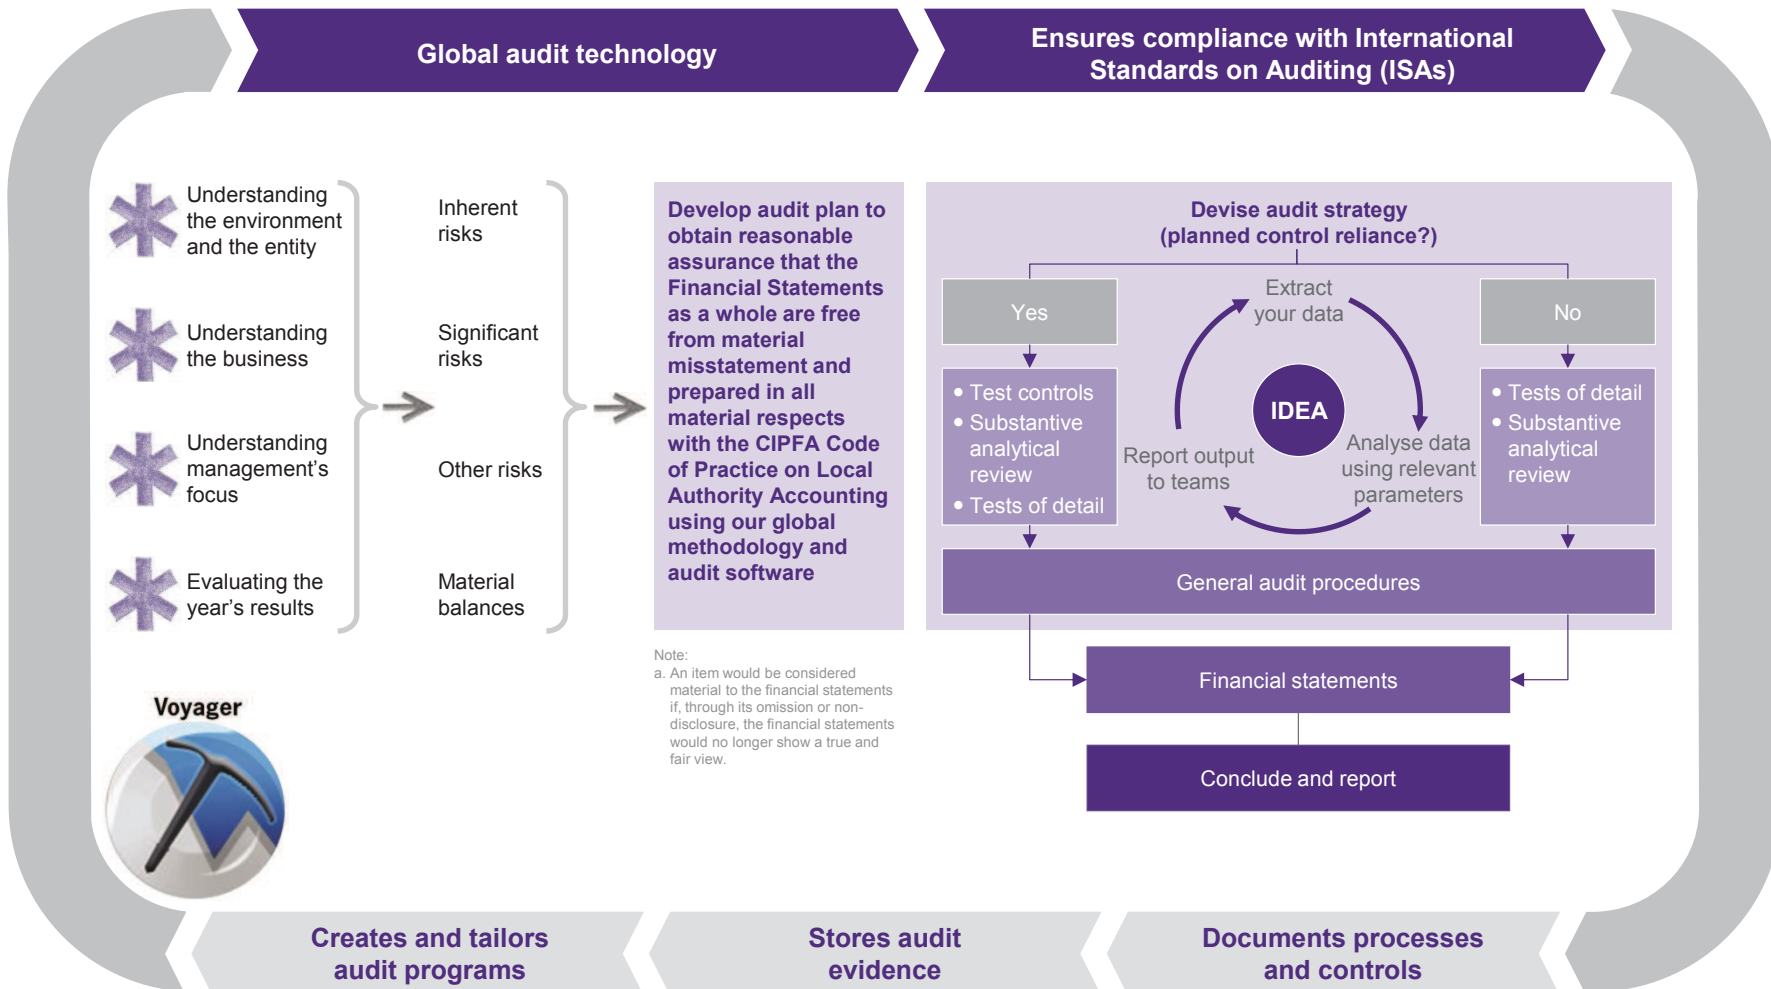 Global audit technology
Ensures compliance with International
Standards on Auditing (ISAs)
Understanding
the environment
and the entity
Understanding
the business
Understanding
management’s
focus
Evaluating the
year’s results
Inherent
risks
Significant
risks
Other risks
Material
balances
Develop audit plan to
obtain reasonable
assurance that the
Financial Statements
as a whole are free
from material
misstatement and
prepared in all
material respects
with the CIPFA Code
of Practice on Local
Authority Accounting
using our global
methodology and
audit software
Note:
a. An item would be considered
material to the financial statements
if, through its omission or non-
disclosure, the financial statements
would no longer show a true and
fair view.
Devise audit strategy
(planned control reliance?)
Yes
• Test controls
• Substantive
analytical
review
• Tests of detail
Extract
your data
IDEA
Analyse data
using relevant
parameters
Report output
to teams
No
• Tests of detail
• Substantive
analytical
review
General audit procedures
Financial statements
Conclude and report
Voyager
Creates and tailors
audit programs
Stores audit
evidence
Documents processes
and controls